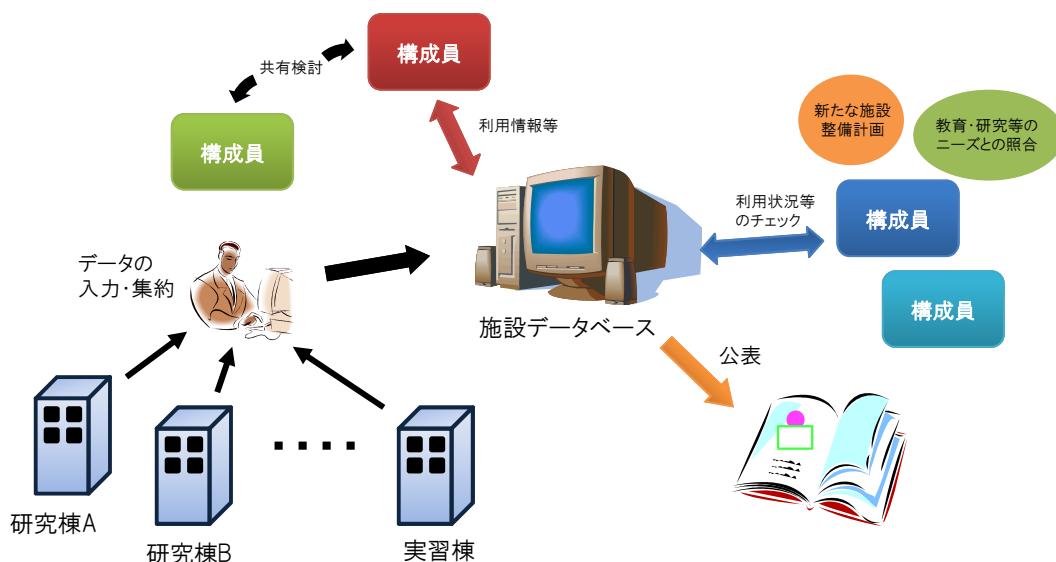 構成員
共有検討
構成員
利用情報等
新たな施設
整備計画
教育・研究等の
ニーズとの照合
利用状況等
のチェック
構成員
構成員
データの
入力・集約
施設データベース
公表
研究棟A
研究棟B
・・・・
実習棟